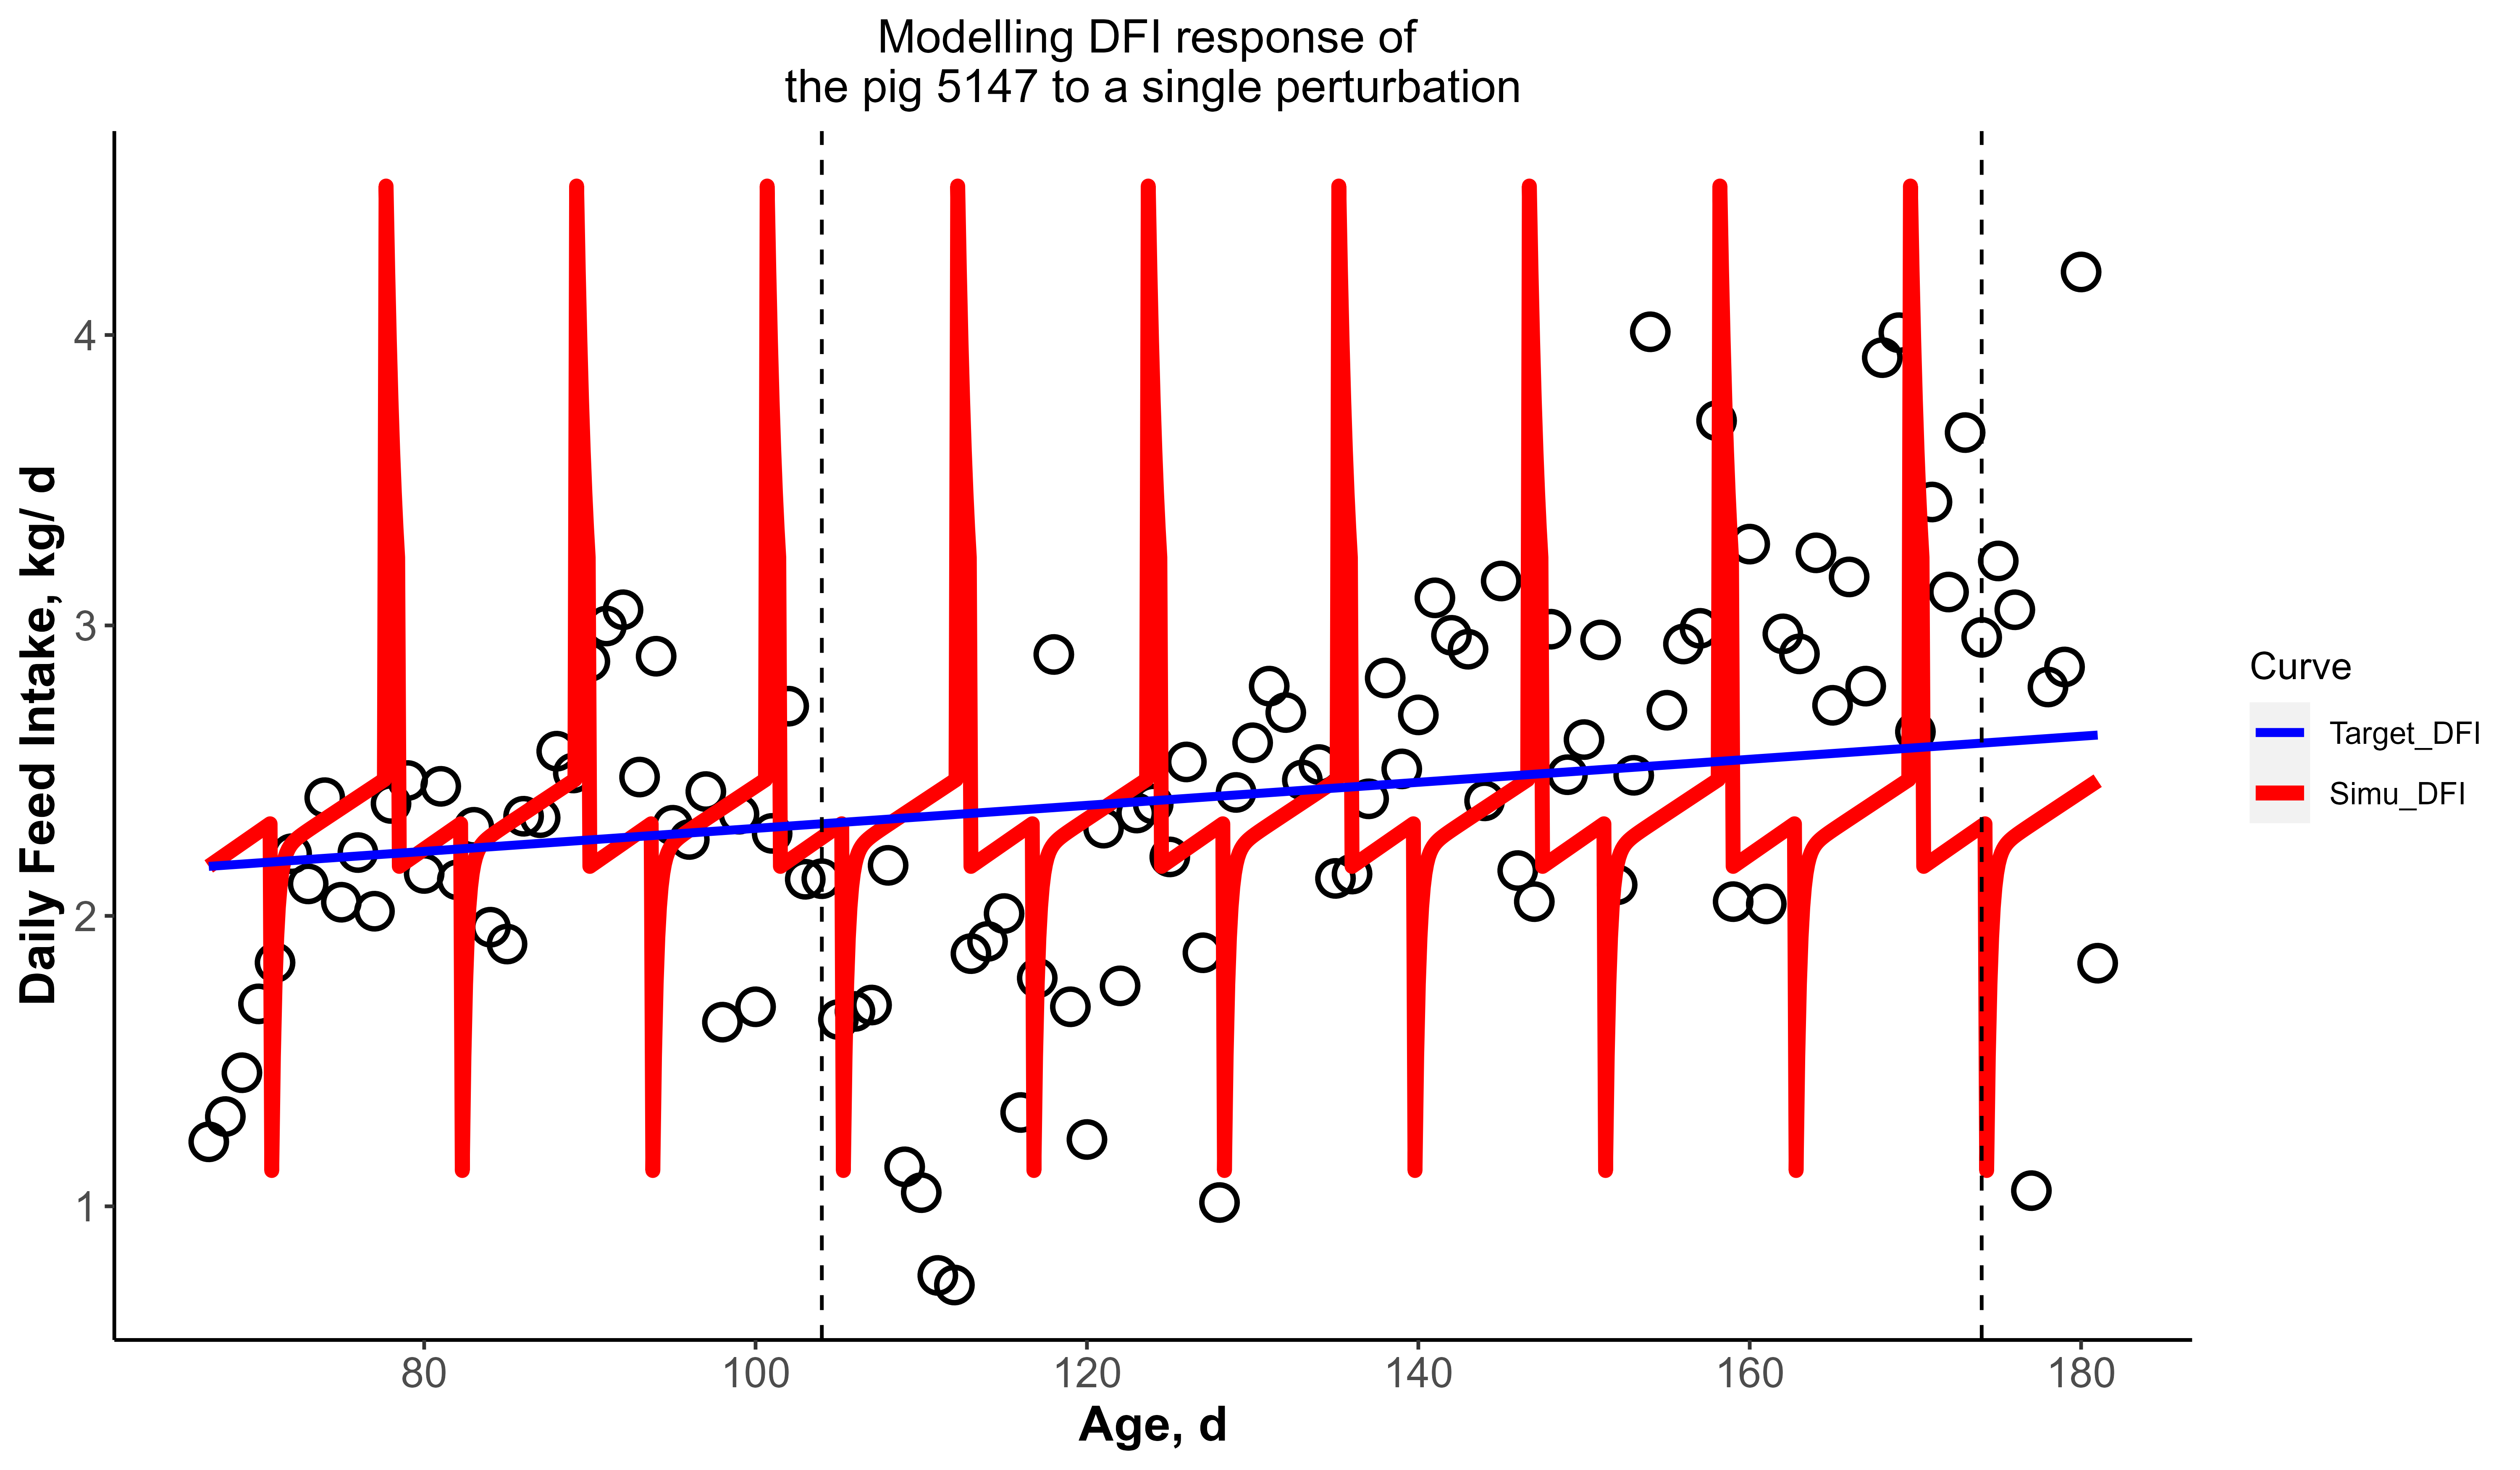 Modelling DFI response of
the pig 5147 to a single perturbation
Daily Feed Intake, kg/ d
4
3
2
1
80 100 120 140 160 180
Age, d
Curve
Target_DFI
Simu_DFI